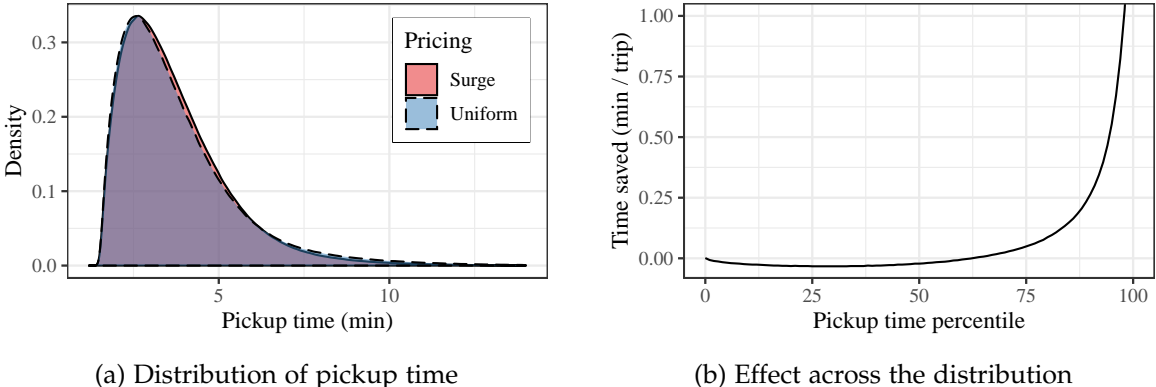 Density
0.3
0.2
0.1
0.0
5
10
Pickup time (min)
Pricing
Surge
Uniform
(a) Distribution of pickup time
Time saved (min / trip)
1.00
0.75
0.50
0.25
0.00
0
25
50
75
100
Pickup time percentile
(b) Effect across the distribution